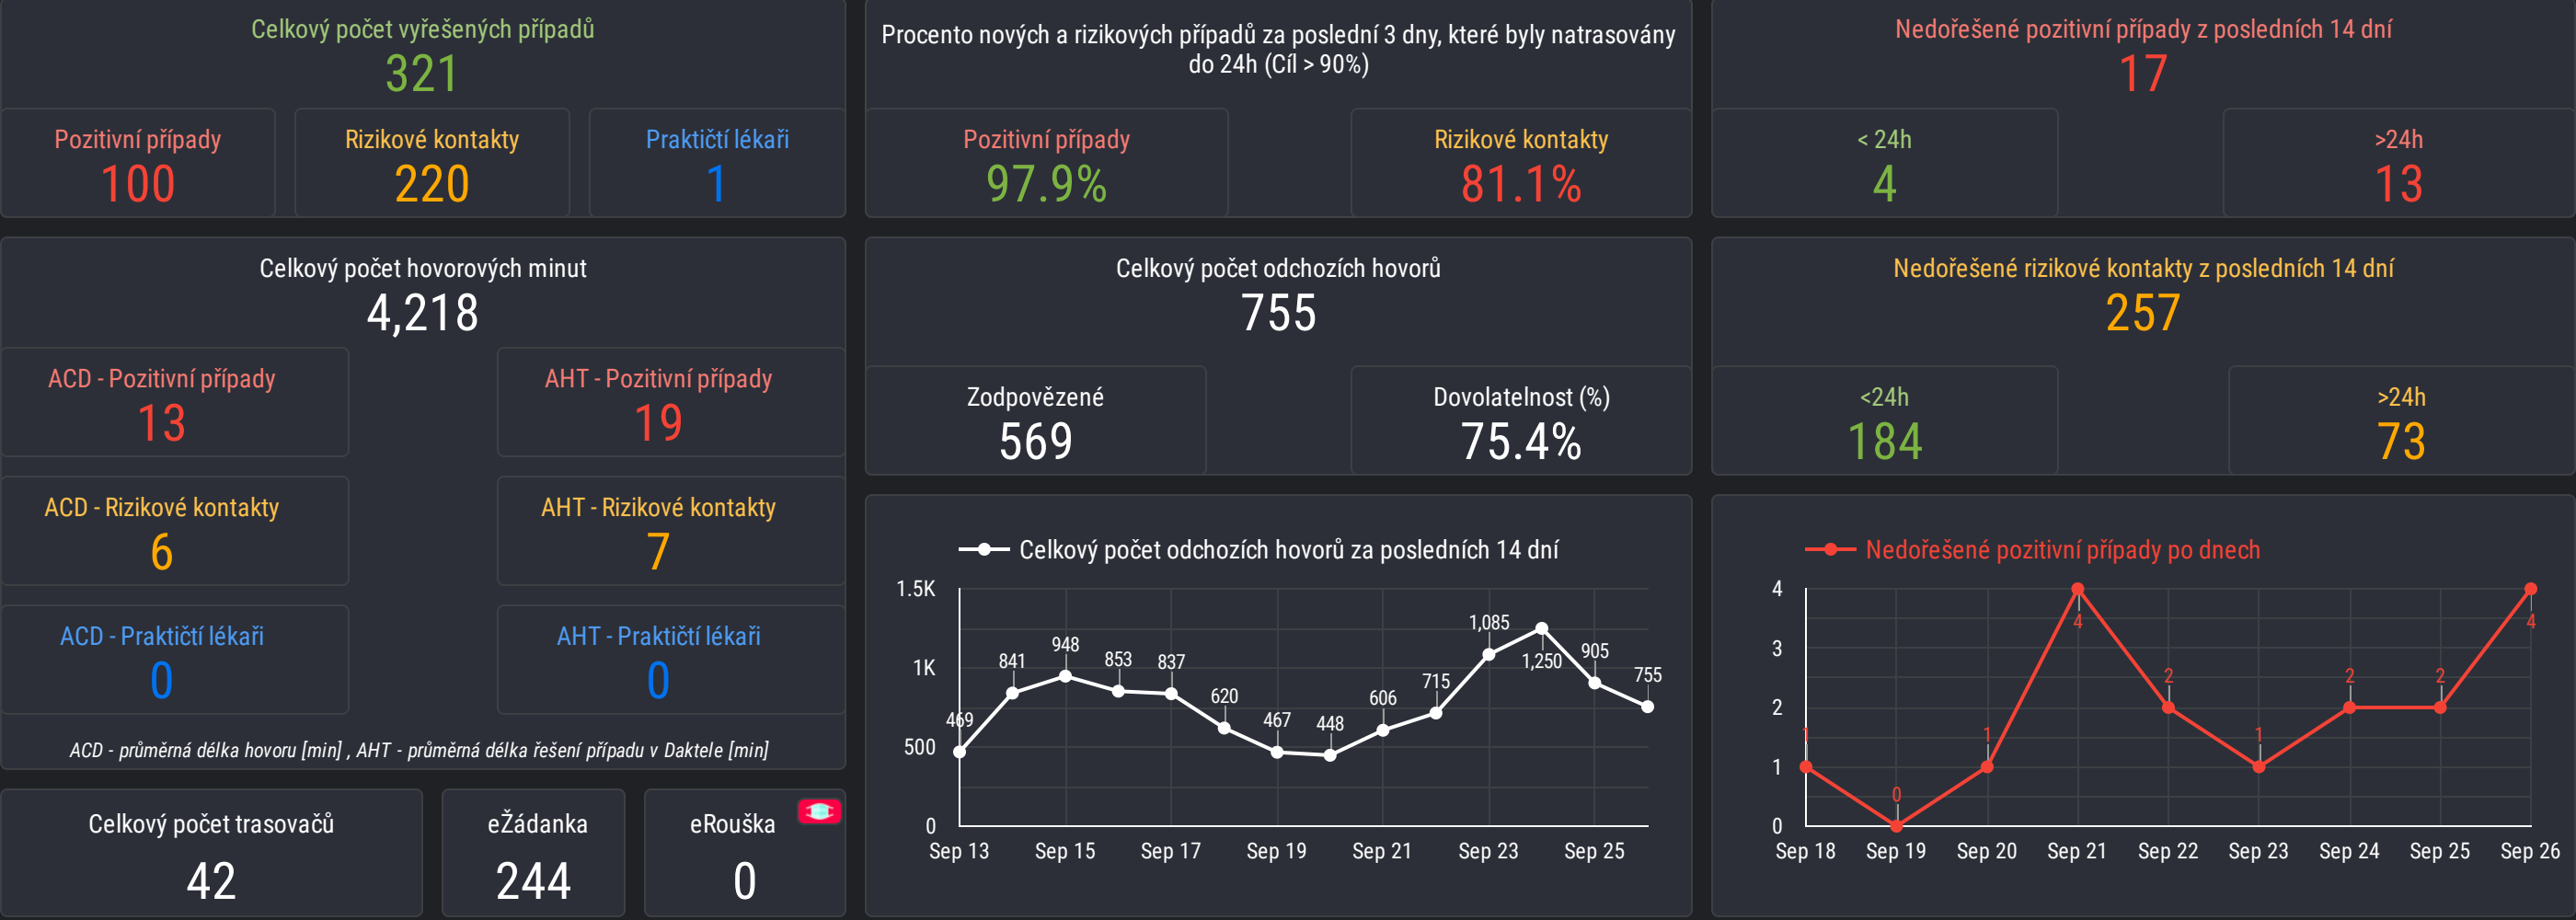 Celkový počet vyřešených případů
321
Pozitivní případy
100
Rizikové kontakty
220
Praktičtí lékaři
1
Procento nových a rizikových případů za poslední 3 dny, které byly natrasovány
do 24h (Cíl > 90%)
Pozitivní případy
97.9%
Rizikové kontakty
81.1%
Nedořešené pozitivní případy z posledních 14 dní
17
< 24h
4
>24h
13
Celkový počet hovorových minut
4,218
ACD - Pozitivní případy
13
AHT - Pozitivní případy
19
ACD - Rizikové kontakty
6
AHT - Rizikové kontakty
7
ACD - Praktičtí lékaři
0
AHT - Praktičtí lékaři
0
ACD - průměrná délka hovoru [min] , AHT - průměrná délka řešení případu v Daktele [min]
Celkový počet odchozích hovorů
755
Zodpovězené
569
Dovolatelnost (%)
75.4%
Nedořešené rizikové kontakty z posledních 14 dní
257
<24h
184
>24h
73
Celkový počet trasovačů
42
eŽádanka
244
eRouška
0
Celkový počet odchozích hovorů za posledních 14 dní
1.5K
1K
500
0
469
841
948
853
837
620
467
448
606
715
1,085
1,250
905
755
Sep 13
Sep 15
Sep 17
Sep 19
Sep 21
Sep 23
Sep 25
Nedořešené pozitivní případy po dnech
4
3
2
1
0
1
0
1
4
2
1
2
2
4
Sep 18
Sep 19
Sep 20
Sep 21
Sep 22
Sep 23
Sep 24
Sep 25
Sep 26